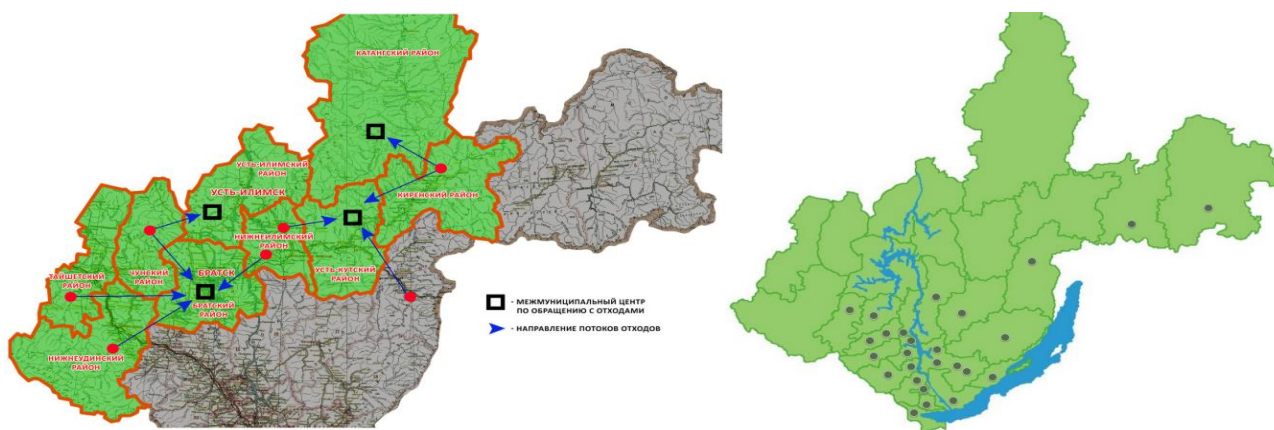 КАТАНГСКИЙ РАЙОН
УСТЬ-ИЛИМСКИЙ
РАЙОН
УСТЬ-ИЛИМСК
КИРЕНСКИЙ РАЙОН
НИЖНЕИЛИМСКИЙ
РАЙОН
УСТЬ-КУТСКИЙ
РАЙОН
ТАЙШЕТСКИЙ
РАЙОН
ЧУНСКИЙ
РАЙОН
БРАТСК
БРАТСКИЙ
РАЙОН
НИЖНЕУДИНСКИЙ
РАЙОН
- МЕЖМУНИЦИПАЛЬНЫЙ ЦЕНТР
ПО ОБРАЩЕНИЮ С ОТХОДАМИ
- НАПРАВЛЕНИЕ ПОТОКОВ ОТХОДОВ